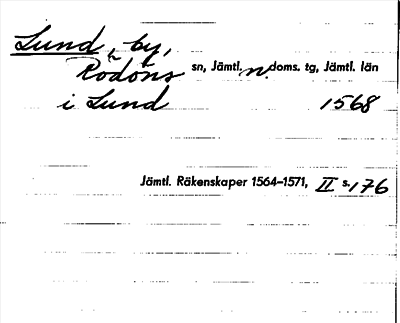 Lund, by,
Rödöns sn, Jämtl. n. doms. tg, Jämtl. län
i Lund 1568
Jämtl. Räkenskaper 1564–1571, II s. 176